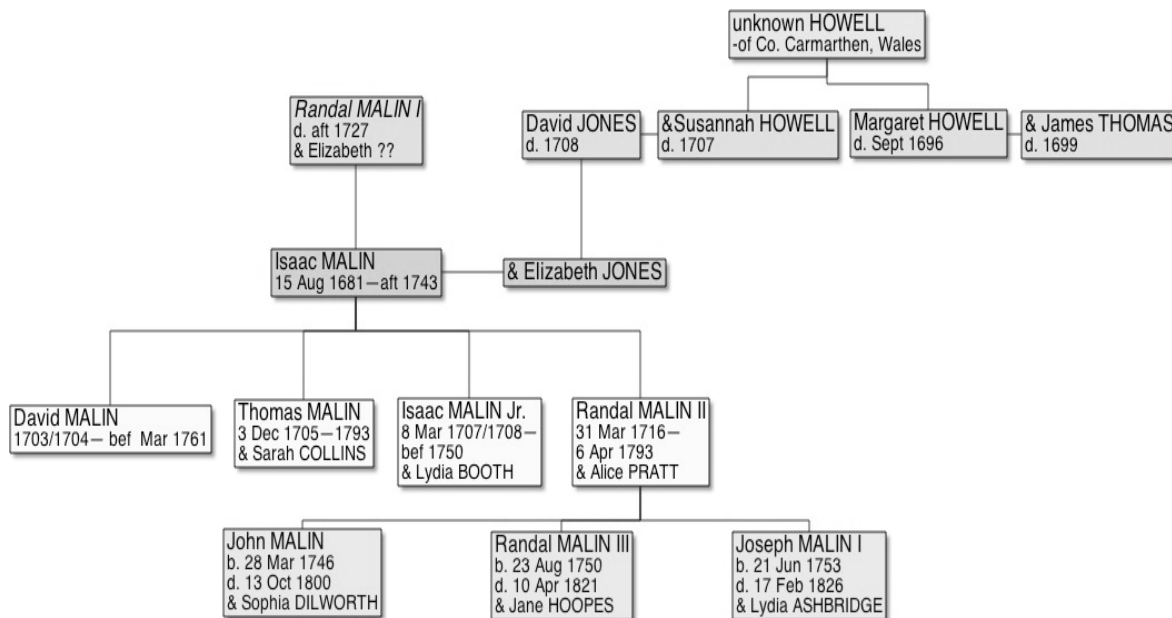 unknown HOWELL
-of Co. Carmarthen, Wales
Randal MALIN I
d. aft 1727
& Elizabeth ??
David JONES
d. 1708
&Susannah HOWELL
d. 1707
Margaret HOWELL
d. Sept 1696
& James THOMAS
d. 1699
Isaac MALIN
15 Aug 1681—aft 1743
& Elizabeth JONES
David MALIN
1703/1704— bef Mar 1761
Thomas MALIN
3 Dec 1705—1793
& Sarah COLLINS
Isaac MALIN Jr.
8 Mar 1707/1708—
bef 1750
& Lydia BOOTH
Randal MALIN II
31 Mar 1716—
6 Apr 1793
& Alice PRATT
John MALIN
b. 28 Mar 1746
d. 13 Oct 1800
& Sophia DILWORTH
Randal MALIN III
b. 23 Aug 1750
d. 10 Apr 1821
& Jane HOOPES
Joseph MALIN I
b. 21 Jun 1753
d. 17 Feb 1826
& Lydia ASHBRIDGE